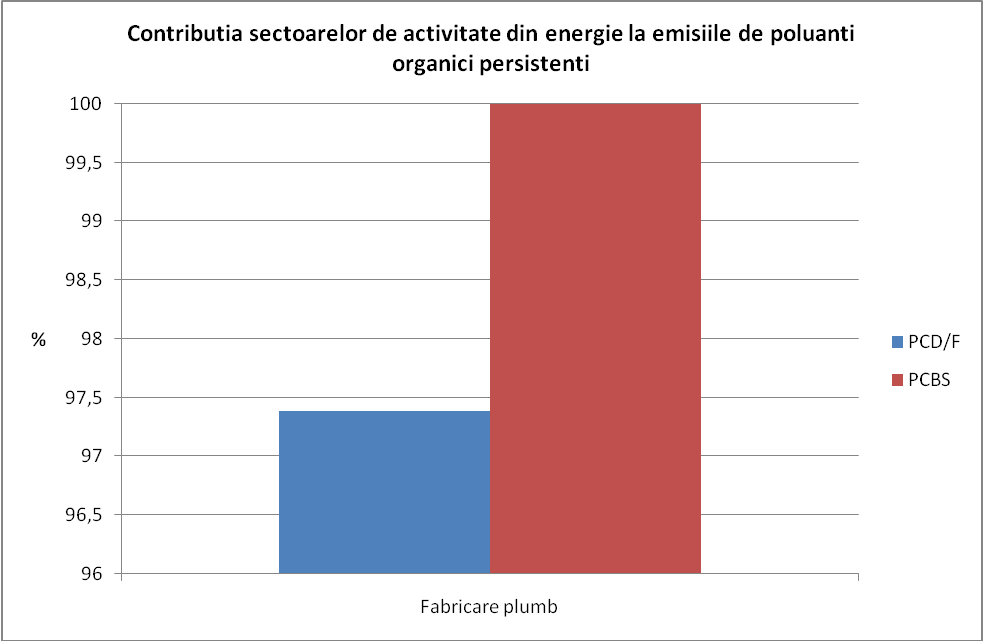 Contributia sectoarelor de activitate din energie la emisiile de poluanti
organici persistenti
100
99,5
99
98,5
98
97,5
97
96,5
96
%
Fabricare plumb
PCD/F
PCBS